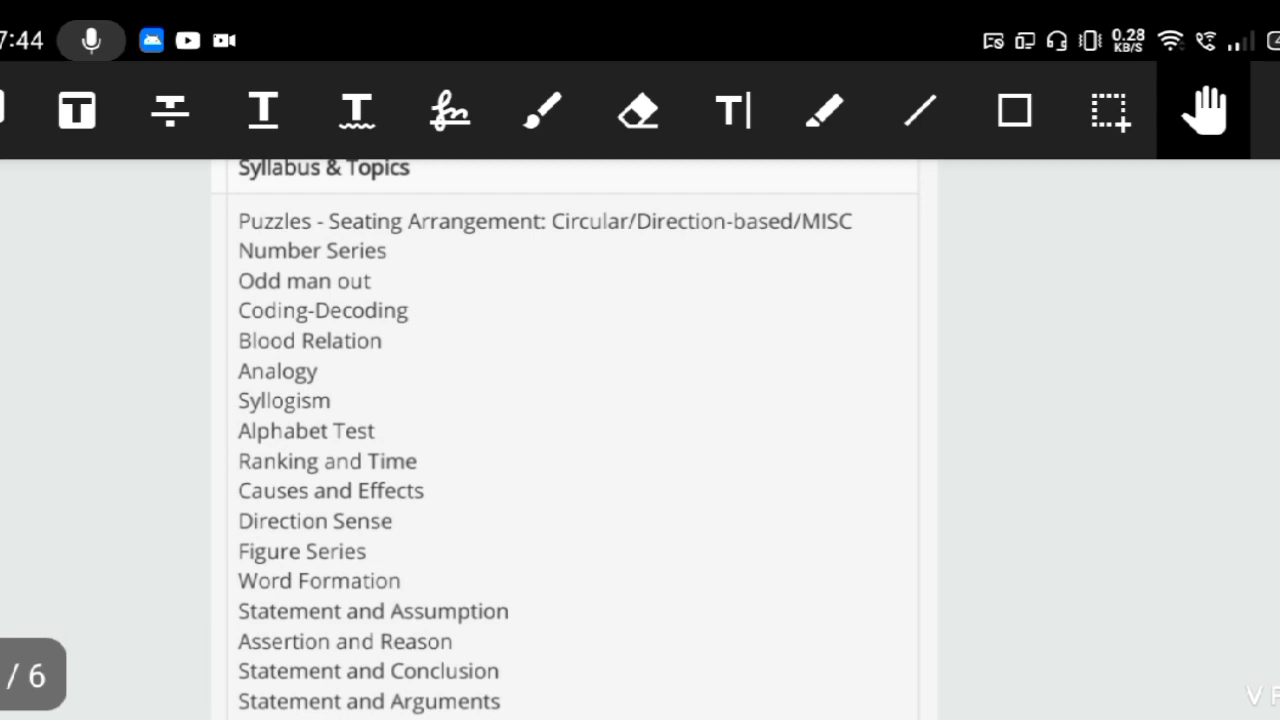 7:44 0.28 KB/S
Syllabus & Topics
Puzzles - Seating Arrangement: Circular/Direction-based/MISC
Number Series
Odd man out
Coding-Decoding
Blood Relation
Analogy
Syllogism
Alphabet Test
Ranking and Time
Causes and Effects
Direction Sense
Figure Series
Word Formation
Statement and Assumption
Assertion and Reason
Statement and Conclusion
Statement and Arguments
/ 6